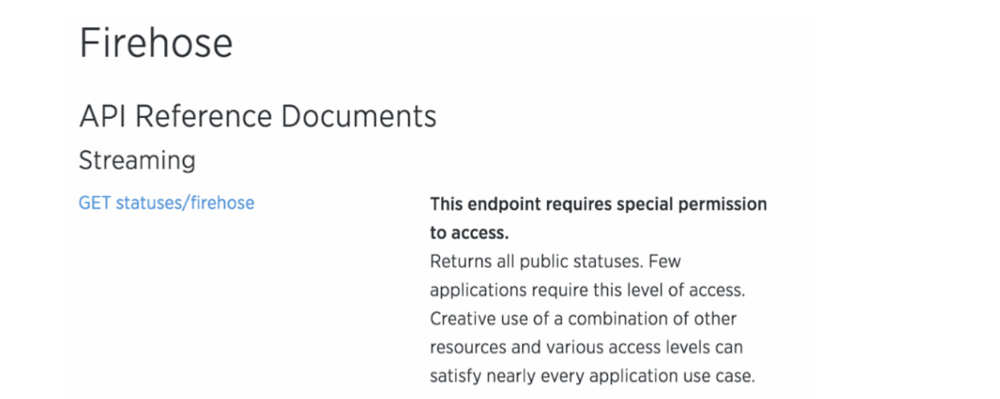 Firehose
API Reference Documents
Streaming
GET statuses/firehose
This endpoint requires special permission
to access.
Returns all public statuses. Few
applications require this level of access.
Creative use of a combination of other
resources and various access levels can
satisfy nearly every application use case.